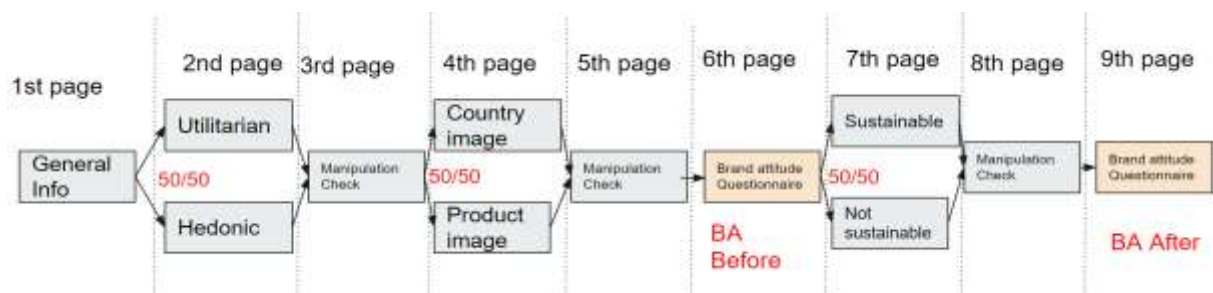 1st page
2nd page
3rd page
4th page
5th page
6th page
7th page
8th page
9th page
General
Info
Utilitarian
50/50
Hedonic
Manipulation
Check
50/50
Country
image
Product
image
Manipulation
Check
Brand attitude
Questionnaire
BA
Before
50/50
Sustainable
Not
sustainable
Manipulation
Check
Brand attitude
Questionnaire
BA After